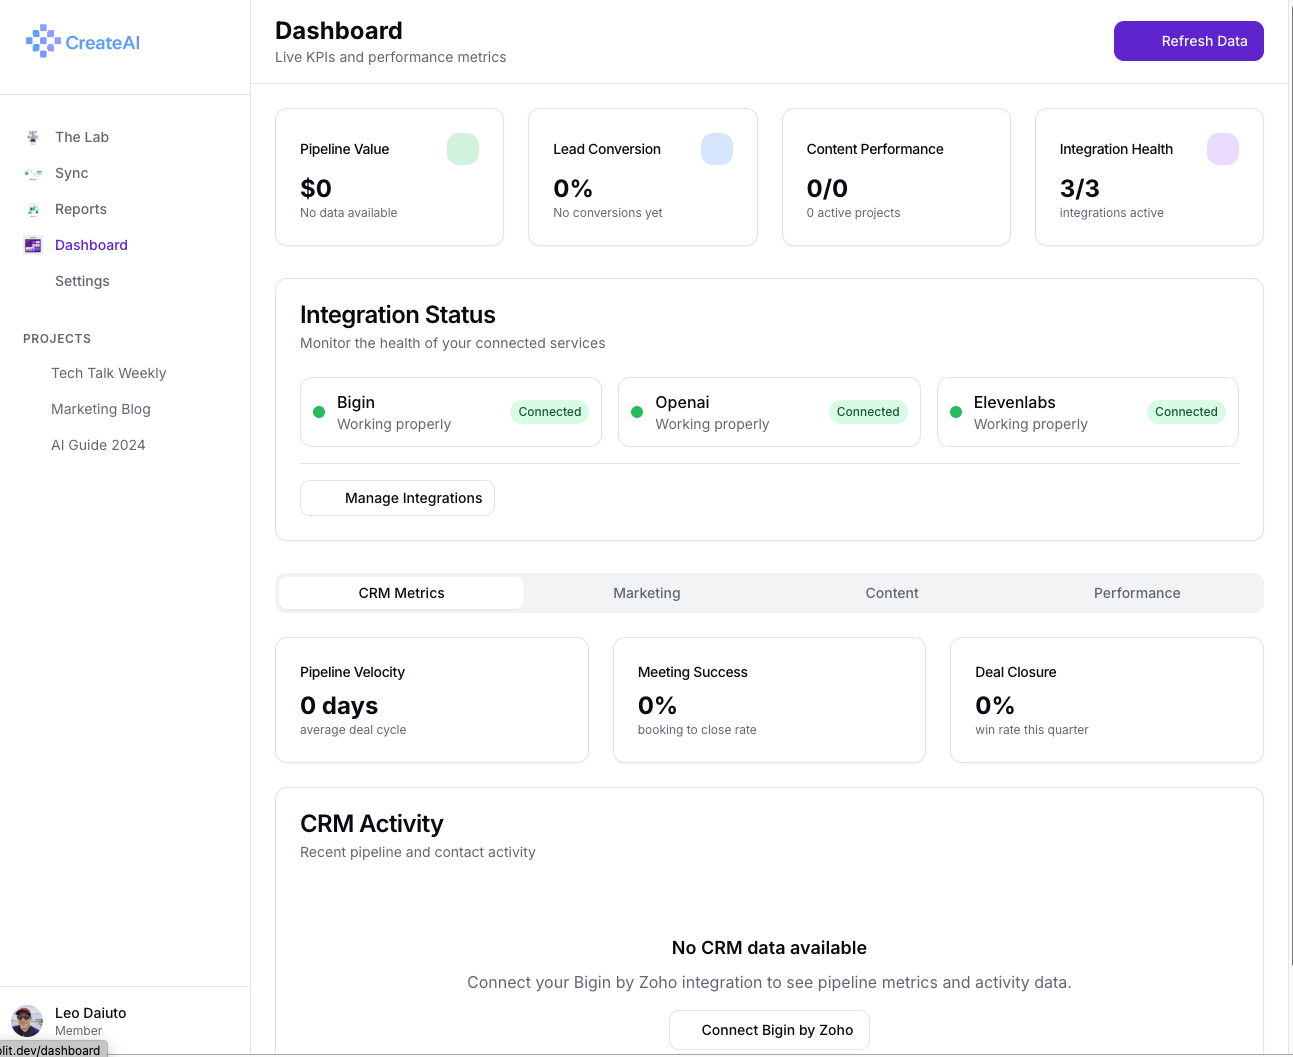 CreateAI
The Lab
Sync
Reports
Dashboard
Settings
PROJECTS
Tech Talk Weekly
Marketing Blog
AI Guide 2024
Leo Daiuto
Member
olit.dev/dashboard
Dashboard
Live KPIs and performance metrics
Refresh Data
Pipeline Value
$0
No data available
Lead Conversion
0%
No conversions yet
Content Performance
0/0
0 active projects
Integration Health
3/3
integrations active
Integration Status
Monitor the health of your connected services
Bigin
Working properly
Connected
Openai
Working properly
Connected
Elevenlabs
Working properly
Connected
Manage Integrations
CRM Metrics
Marketing
Content
Performance
Pipeline Velocity
0 days
average deal cycle
Meeting Success
0%
booking to close rate
Deal Closure
0%
win rate this quarter
CRM Activity
Recent pipeline and contact activity
No CRM data available
Connect your Bigin by Zoho integration to see pipeline metrics and activity data.
Connect Bigin by Zoho